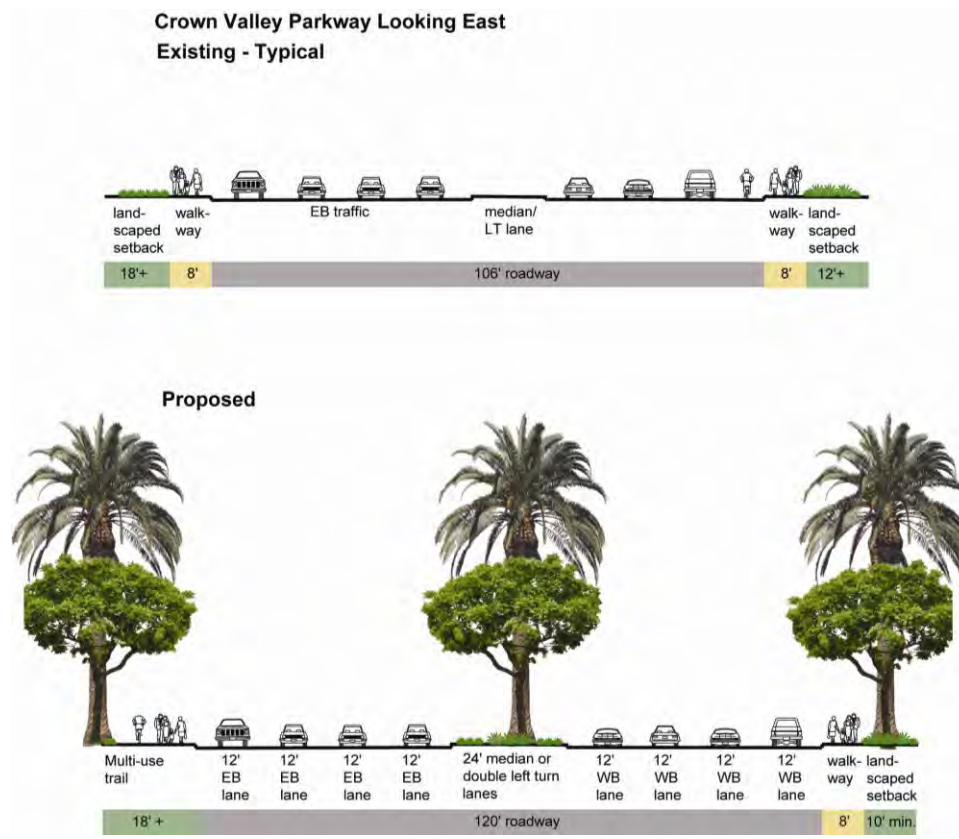 Crown Valley Parkway Looking East
Existing - Typical
land-
scaped
setback
walk-
way
EB traffic
median/
LT lane
walk-
way
land-
scaped
setback
18'+
8'
106' roadway
8'
12'+
Proposed
Multi-use
trail
12'
EB
lane
12'
EB
lane
12'
EB
lane
12'
EB
lane
24' median or
double left turn
lanes
12'
WB
lane
12'
WB
lane
12'
WB
lane
12'
WB
lane
walk-
way
land-
scaped
setback
18' +
120' roadway
8'
10' min.